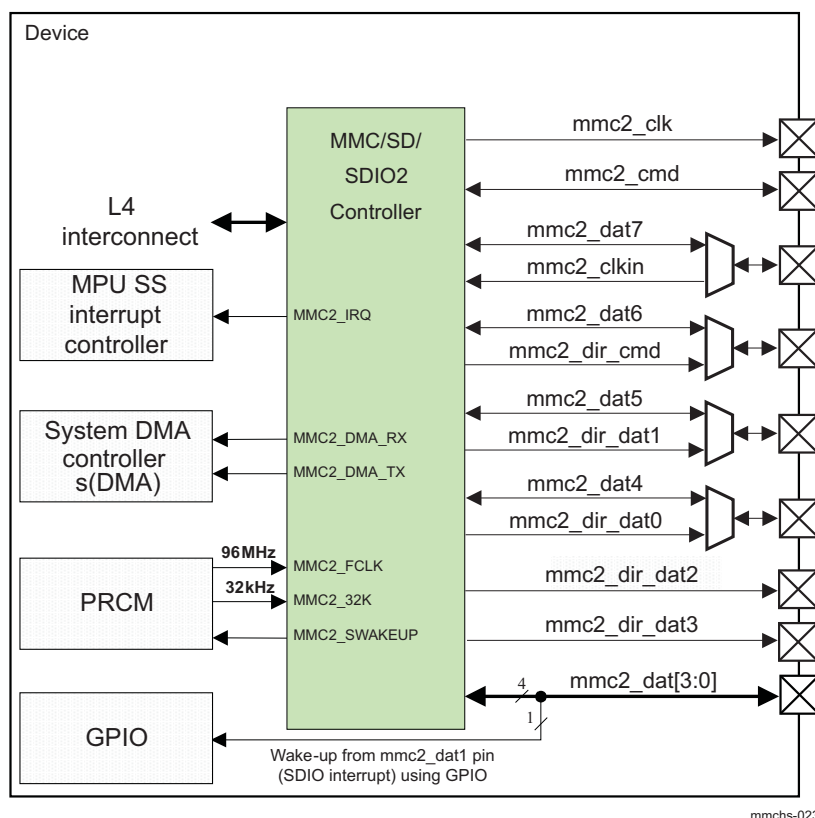 Device
MMC/SD/
SDIO2
Controller
L4
interconnect
MPU SS
interrupt
controller
System DMA
controller
s(DMA)
PRCM
GPIO
MMC2_IRQ
MMC2_DMA_RX
MMC2_DMA_TX
96MHz
MMC2_FCLK
32kHz
MMC2_32K
MMC2_SWAKEUP
mmc2_clk
mmc2_cmd
mmc2_dat7
mmc2_clkin
mmc2_dat6
mmc2_dir_cmd
mmc2_dat5
mmc2_dir_dat1
mmc2_dat4
mmc2_dir_dat0
mmc2_dir_dat2
mmc2_dir_dat3
4
mmc2_dat[3:0]
1
Wake-up from mmc2_dat1 pin
(SDIO interrupt) using GPIO